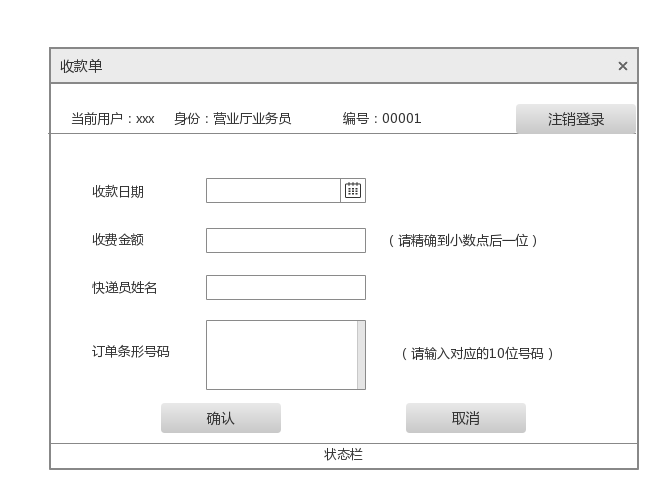 收款单
当前用户：xxx 身份：营业厅业务员 编号：00001 注销登录
收款日期
收费金额 （请精确到小数点后一位）
快递员姓名
订单条形号码 （请输入对应的10位号码）
确认 取消
状态栏